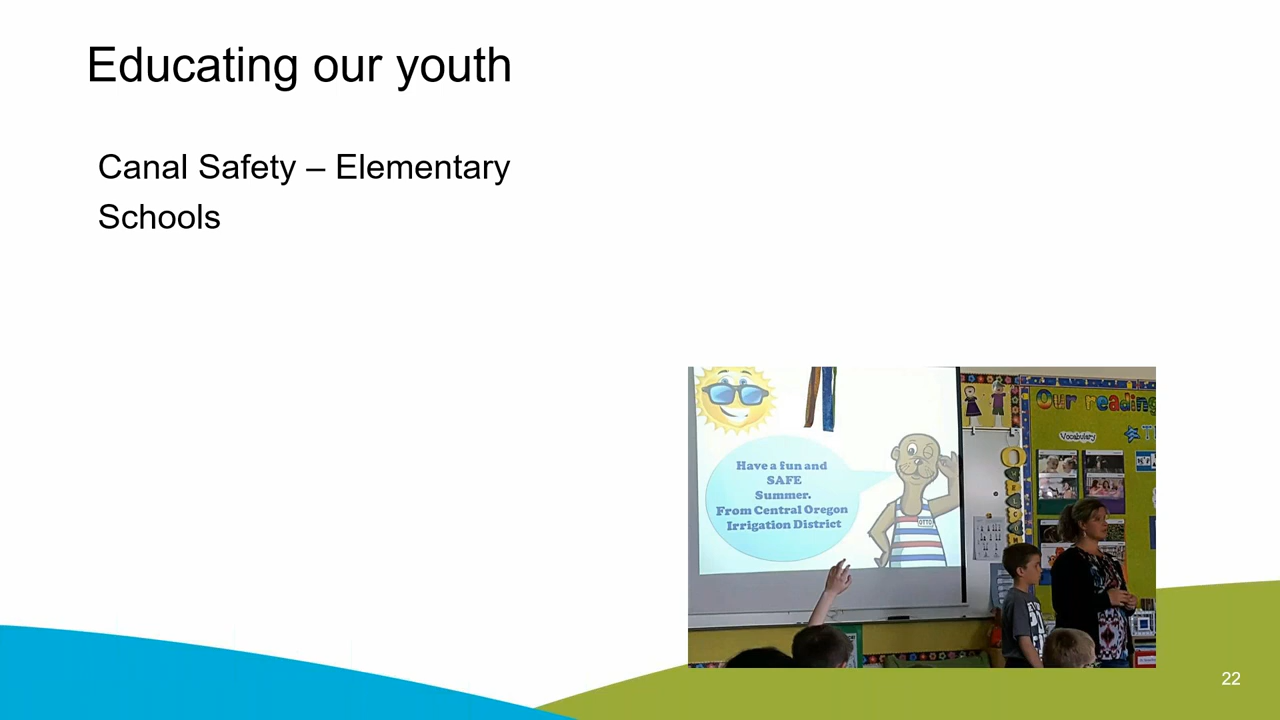 Educating our youth
Canal Safety – Elementary
Schools
Have a fun and
SAFE
Summer.
From Central Oregon
Irrigation District
OTTO
Our reading
Vocabulary
22